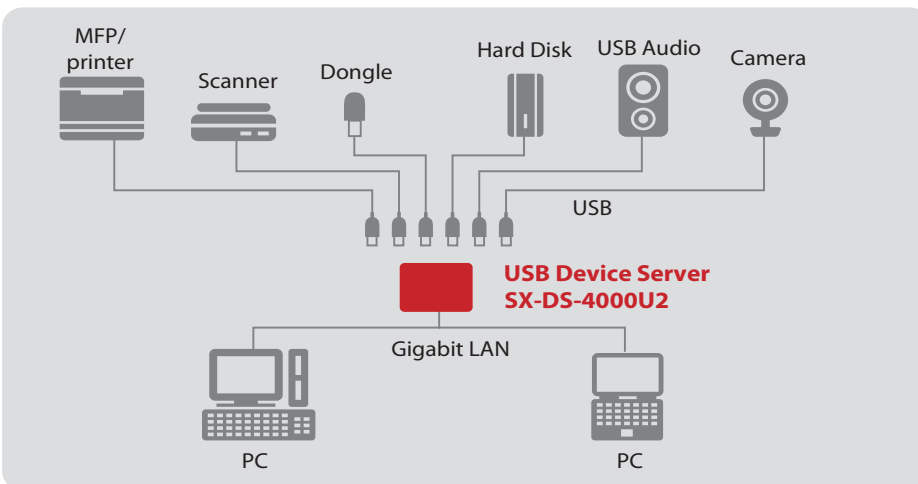 MFP/
printer
Scanner
Dongle
Hard Disk
USB Audio
Camera
USB
USB Device Server
SX-DS-4000U2
Gigabit LAN
PC
PC